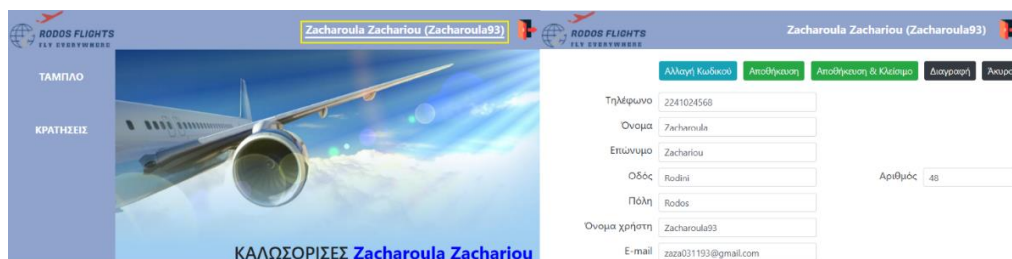 RODOS FLIGHTS
FLY EVERYWHERE
Zacharoula Zachariou (Zacharoula93)
ΤΑΜΠΛΟ
ΚΡΑΤΗΣΕΙΣ
ΚΑΛΩΣΟΡΙΣΕΣ Zacharoula Zachariou
RODOS FLIGHTS
FLY EVERYWHERE
Zacharoula Zachariou (Zacharoula93)
Αλλαγή Κωδικού Αποθήκευση Αποθήκευση & Κλείσιμο Διαγραφή Άκυρο
Τηλέφωνο 2241024568
Όνομα Zacharoula
Επώνυμο Zachariou
Οδός Rodini Αριθμός 48
Πόλη Rodos
Όνομα χρήστη Zacharoula93
E-mail zaza031193@gmail.com